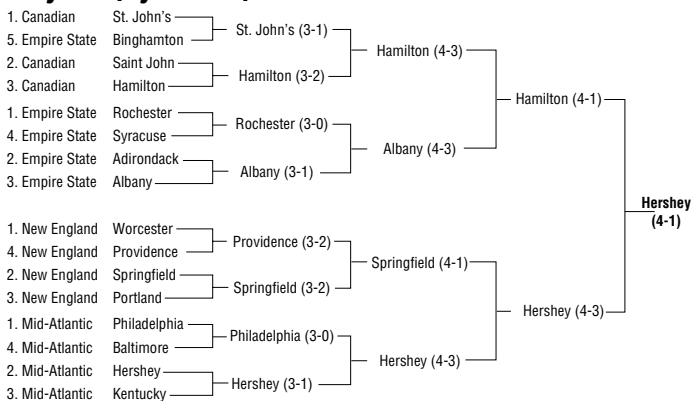 1. Canadian St. John's
5. Empire State Binghamton
2. Canadian Saint John
3. Canadian Hamilton
1. Empire State Rochester
4. Empire State Syracuse
2. Empire State Adirondack
3. Empire State Albany
1. New England Worcester
4. New England Providence
2. New England Springfield
3. New England Portland
1. Mid-Atlantic Philadelphia
4. Mid-Atlantic Baltimore
2. Mid-Atlantic Hershey
3. Mid-Atlantic Kentucky
St. John's (3-1)
Hamilton (3-2)
Rochester (3-0)
Albany (3-1)
Providence (3-2)
Springfield (3-2)
Philadelphia (3-0)
Hershey (3-1)
Hamilton (4-3)
Albany (4-3)
Springfield (4-1)
Hershey (4-3)
Hamilton (4-1)
Hershey (4-3)
Hershey
(4-1)